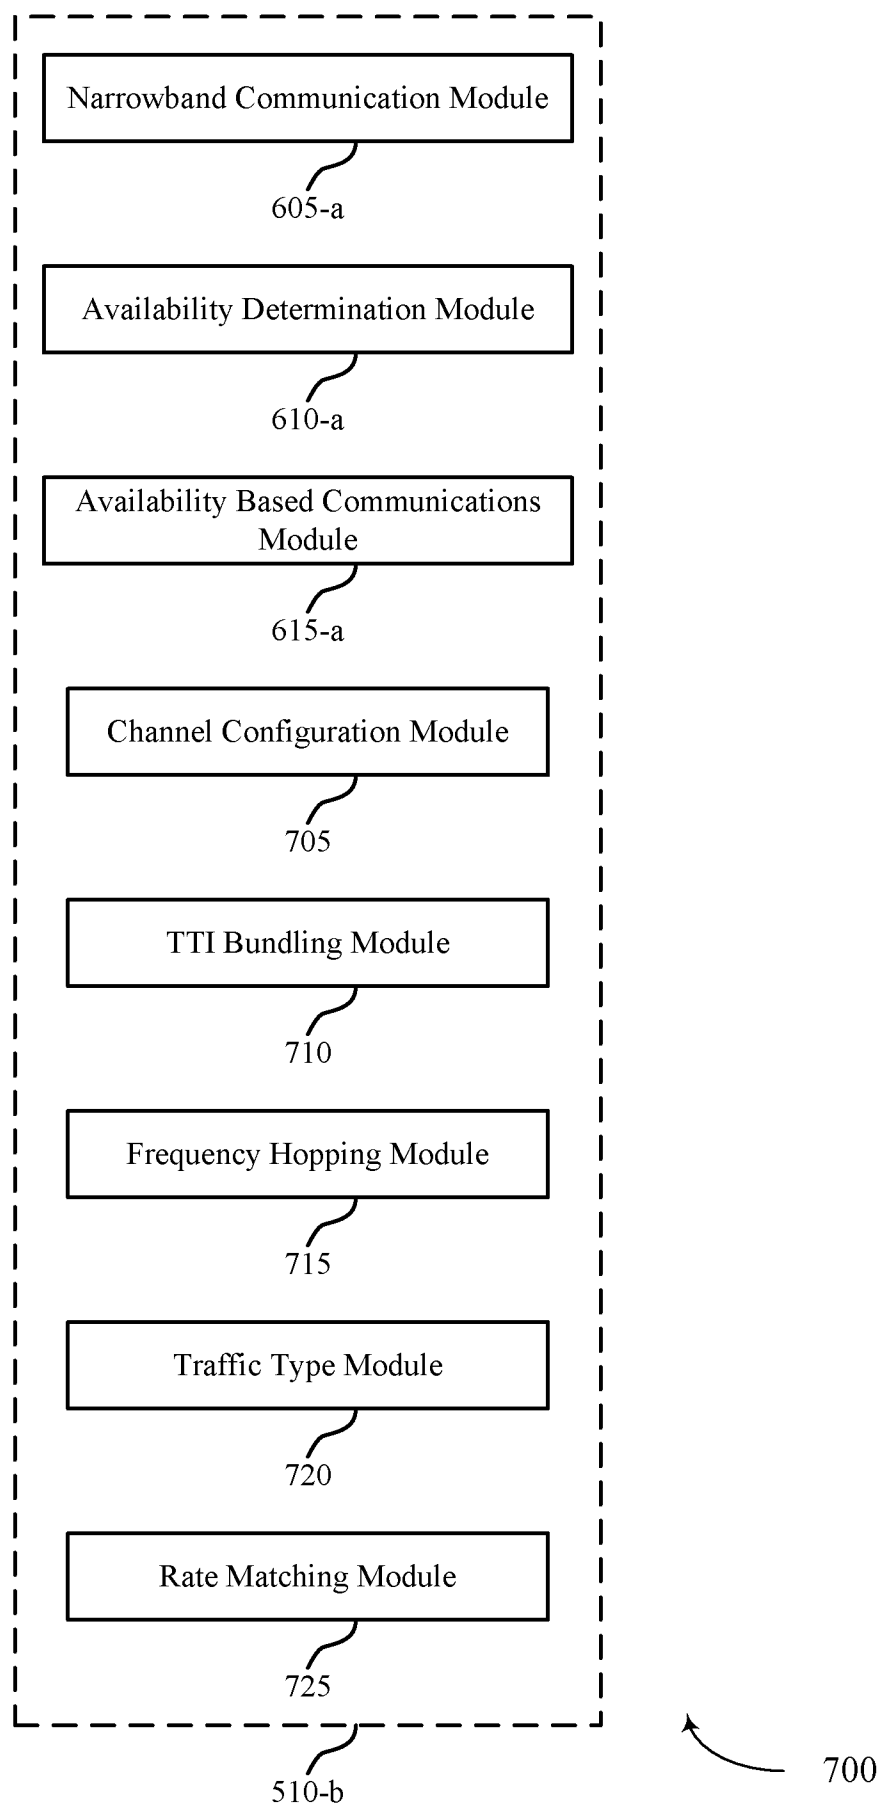 Narrowband Communication Module
605-a
Availability Determination Module
610-a
Availability Based Communications
Module
615-a
Channel Configuration Module
705
TTI Bundling Module
710
Frequency Hopping Module
715
Traffic Type Module
720
Rate Matching Module
725
510-b
700